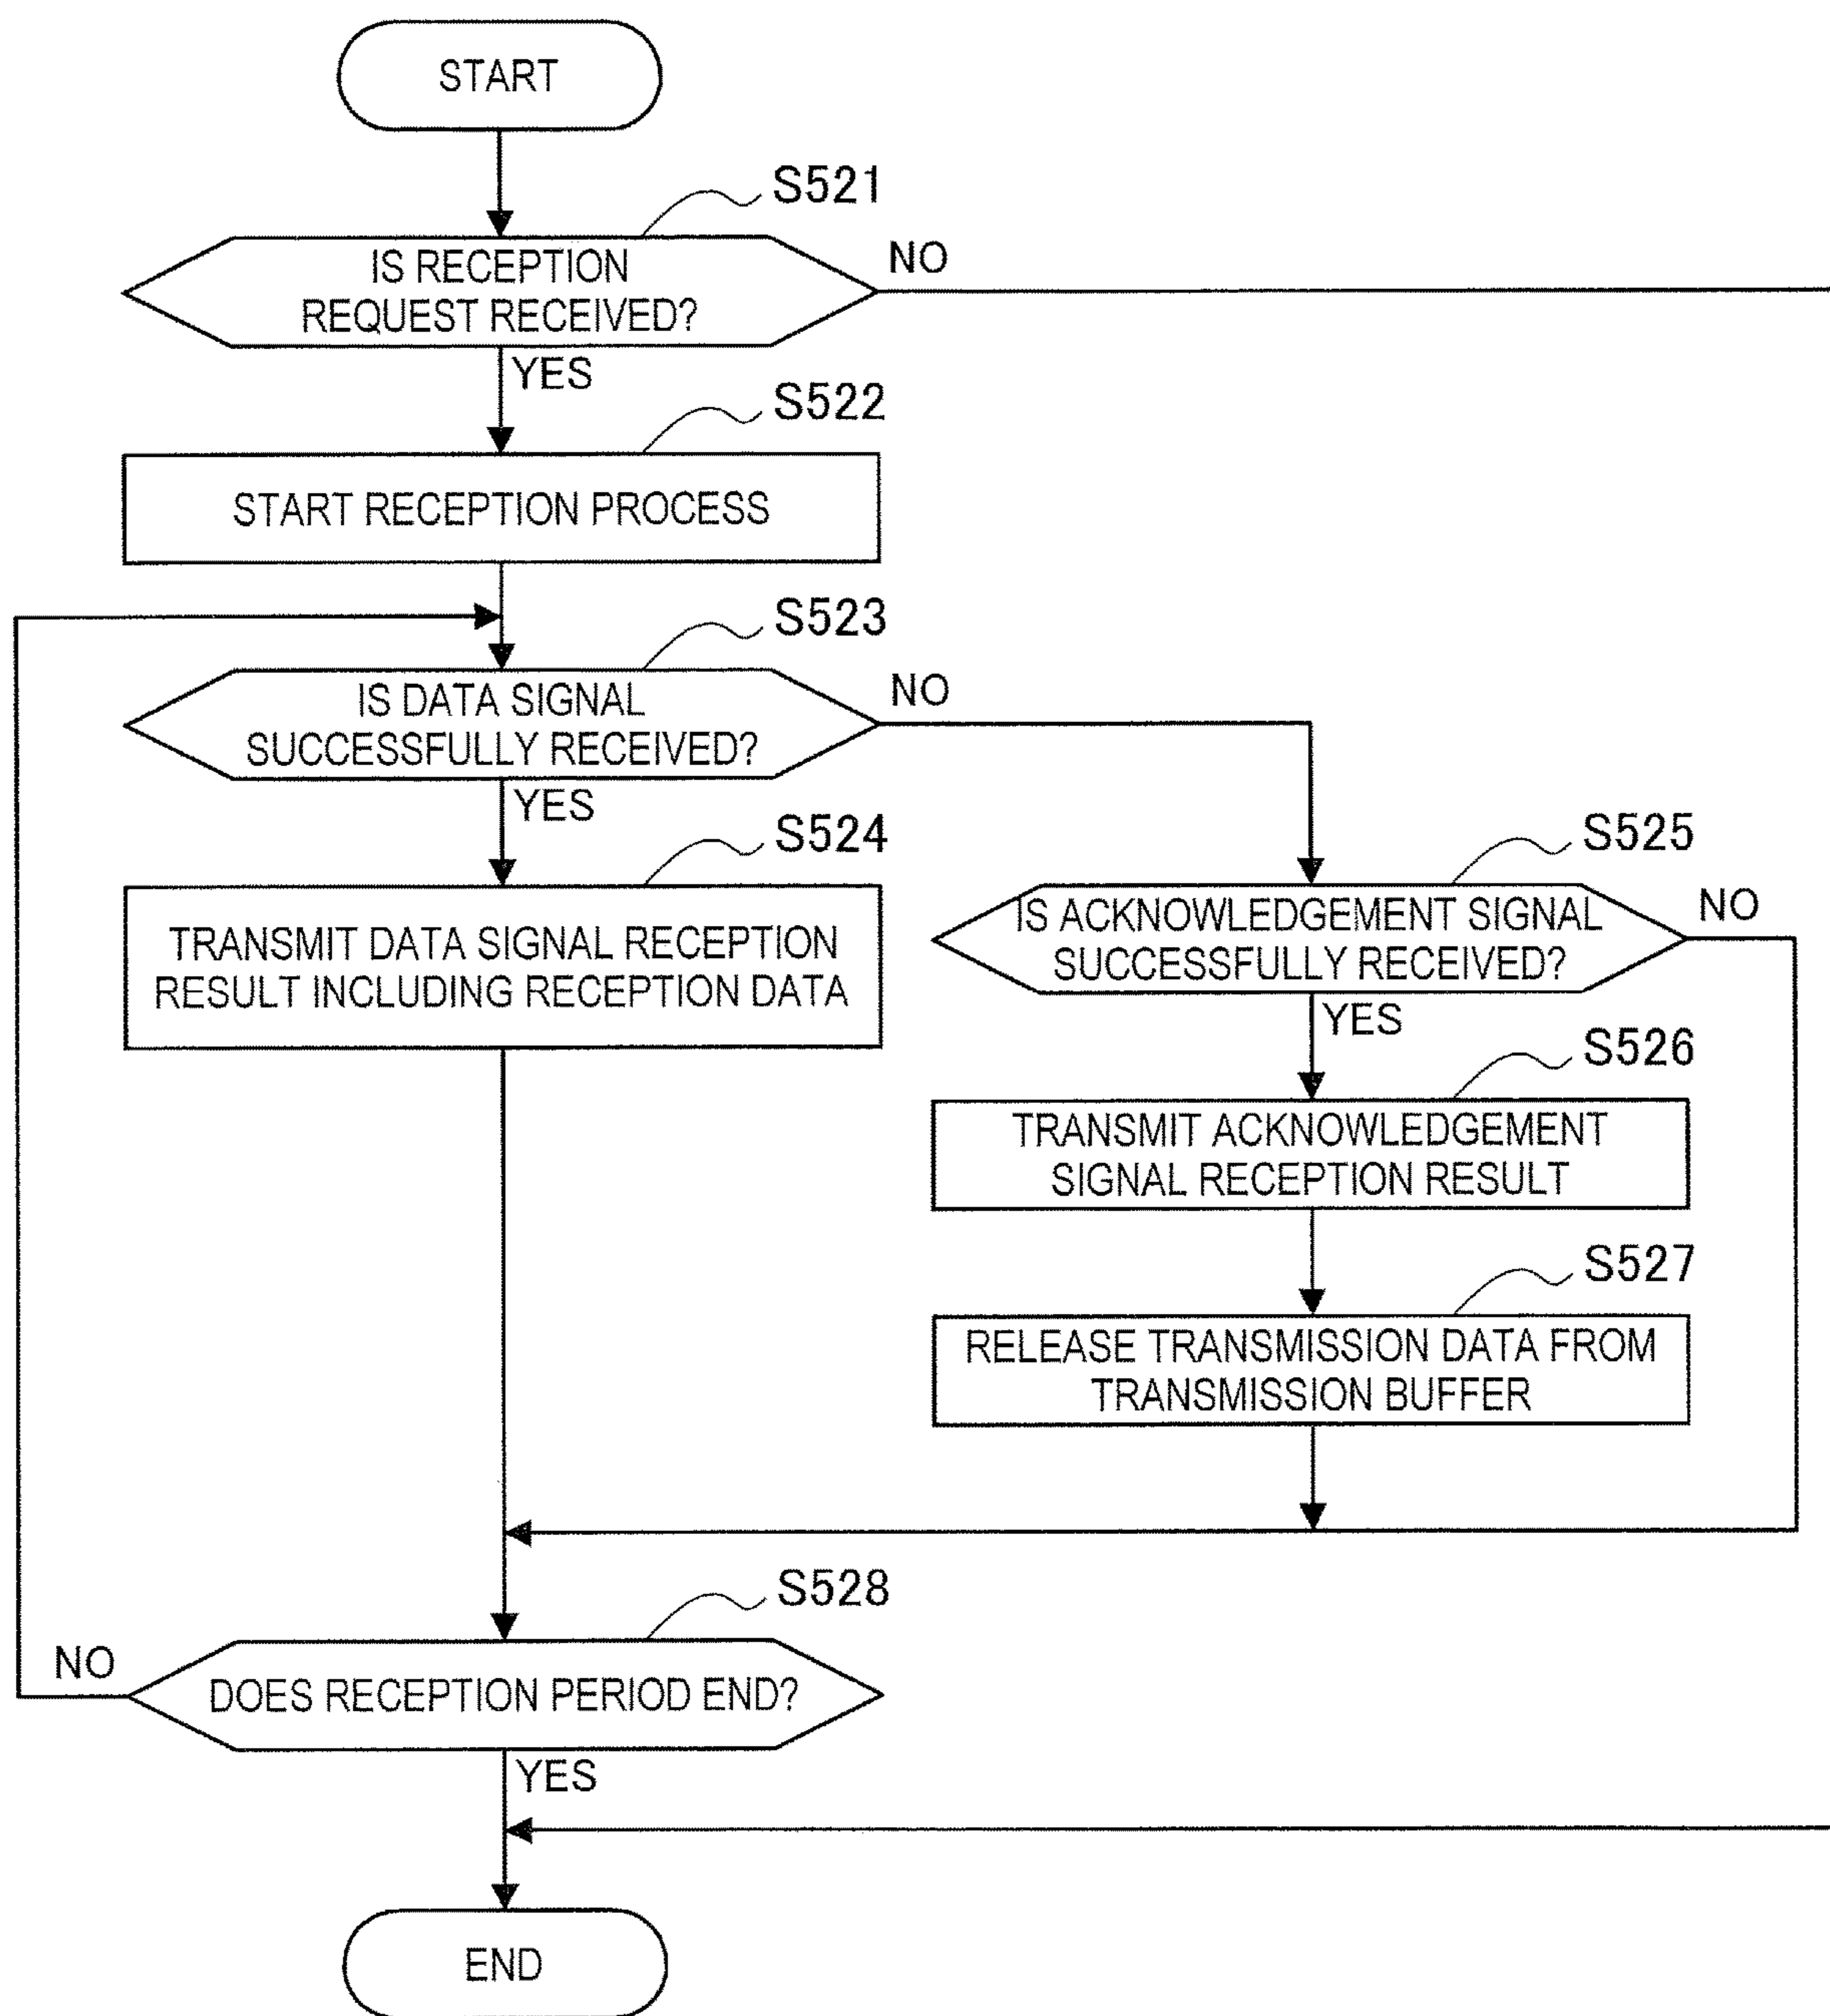 START
S521
IS RECEPTION
REQUEST RECEIVED?
NO
YES
S522
START RECEPTION PROCESS
S523
IS DATA SIGNAL
SUCCESSFULLY RECEIVED?
NO
YES
S524
TRANSMIT DATA SIGNAL RECEPTION
RESULT INCLUDING RECEPTION DATA
S525
IS ACKNOWLEDGEMENT SIGNAL
SUCCESSFULLY RECEIVED?
NO
YES
S526
TRANSMIT ACKNOWLEDGEMENT
SIGNAL RECEPTION RESULT
S527
RELEASE TRANSMISSION DATA FROM
TRANSMISSION BUFFER
S528
DOES RECEPTION PERIOD END?
NO
YES
END